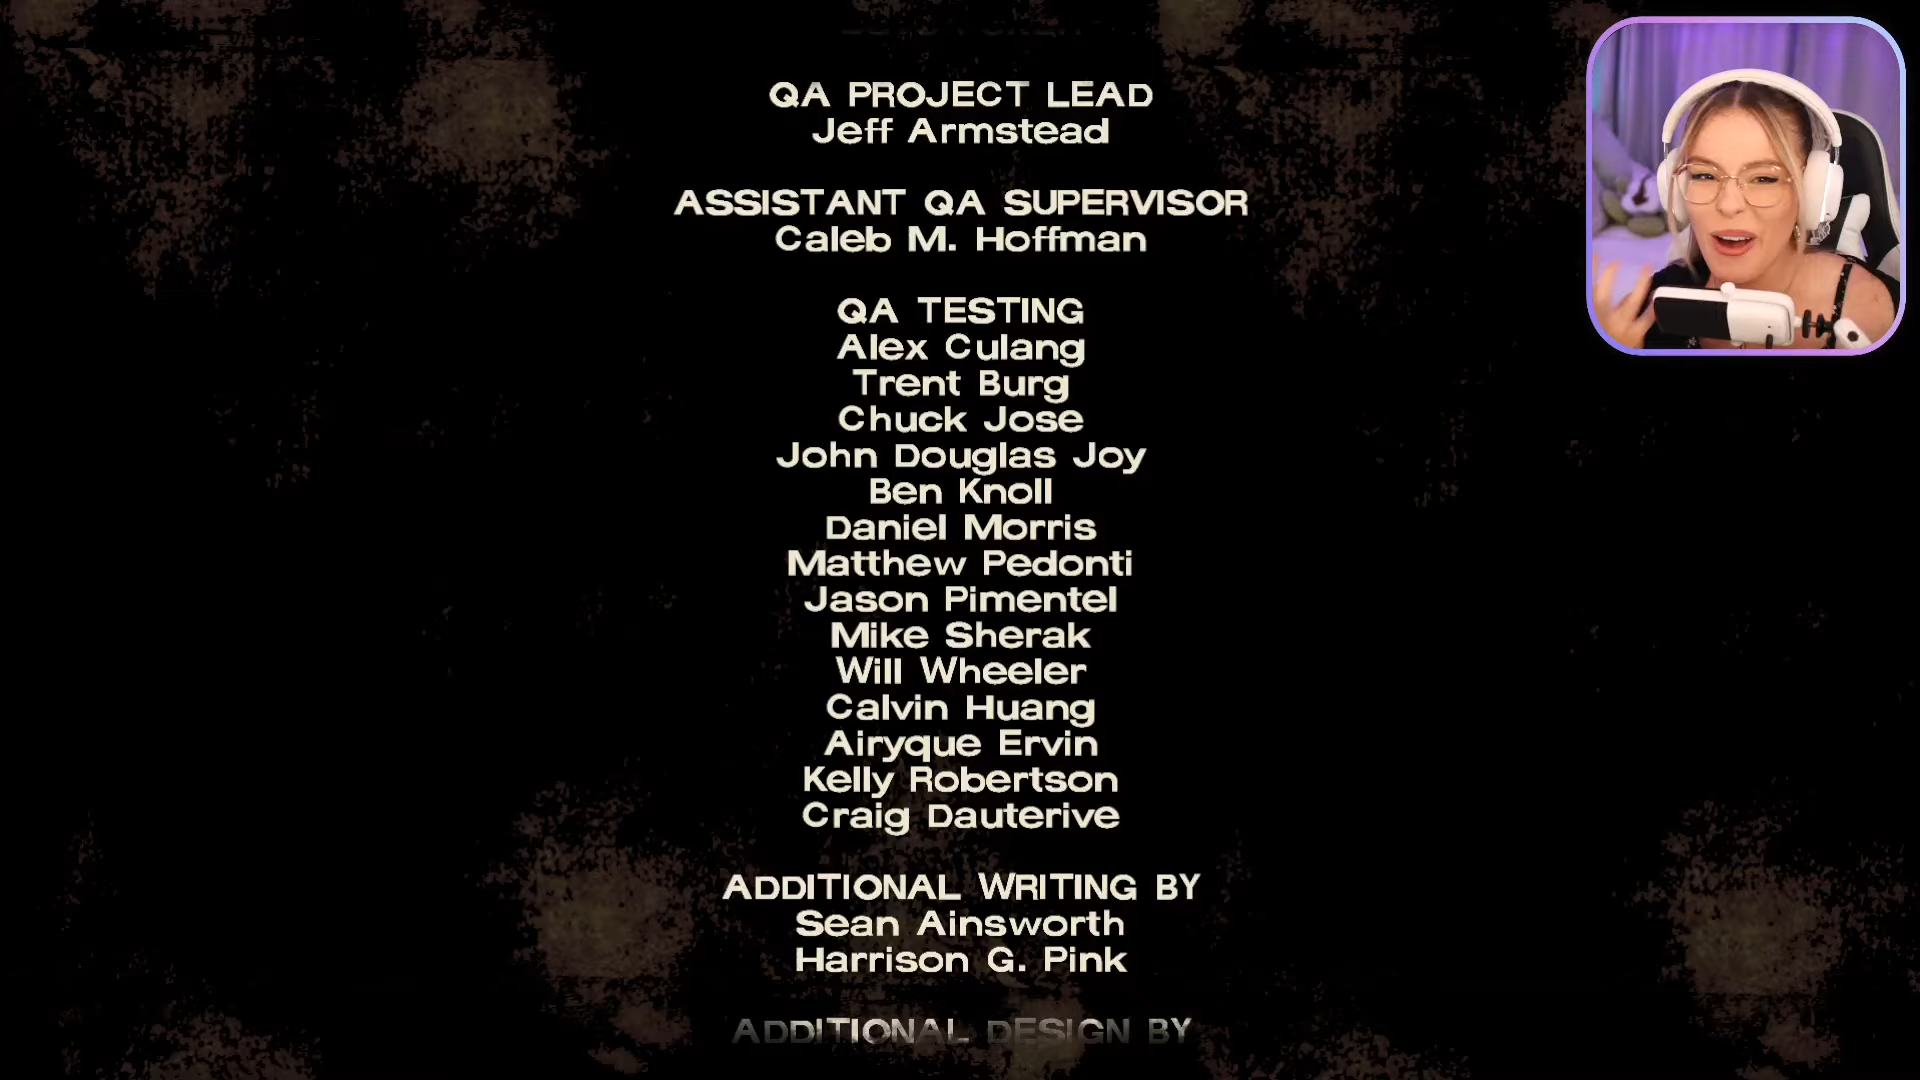 QA PROJECT LEAD
Jeff Armstead
ASSISTANT QA SUPERVISOR
Caleb M. Hoffman
QA TESTING
Alex Culang
Trent Burg
Chuck Jose
John Douglas Joy
Ben Knoll
Daniel Morris
Matthew Pedonti
Jason Pimentel
Mike Sherak
Will Wheeler
Calvin Huang
Airyque Ervin
Kelly Robertson
Craig Dauterive
ADDITIONAL WRITING BY
Sean Ainsworth
Harrison G. Pink
ADDITIONAL DESIGN BY